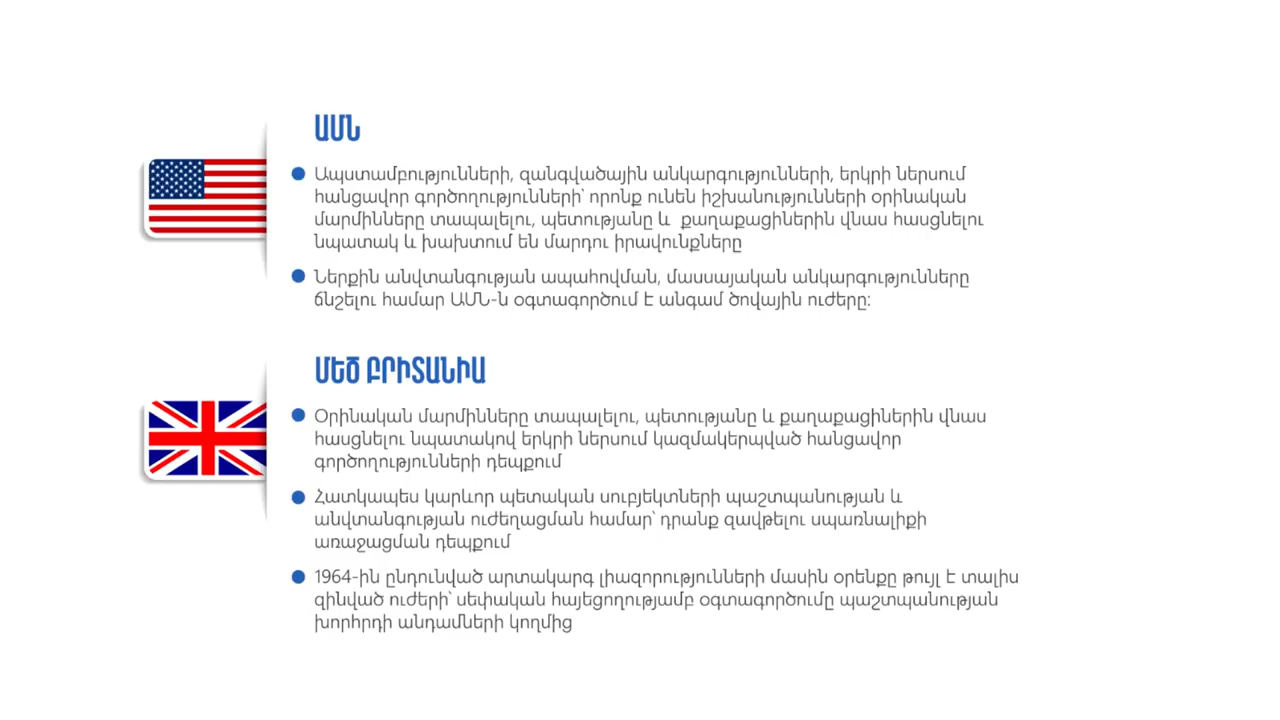 ԱՄՆ
Ապստամբությունների, զանգվածային անկարգությունների, երկրի ներսում
հանցավոր գործողությունների՝ որոնք ունեն իշխանությունների օրինական
մարմինները տապալելու, պետությանը և քաղաքացիներին վնաս հասցնելու
նպատակ և խախտում են մարդու իրավունքները
Ներքին անվտանգության ապահովման, մասսայական անկարգությունները
ճնշելու համար ԱՄՆ-ն օգտագործում է անգամ ծովային ուժերը:
ՄԵԾ ԲՐԻՏԱՆԻԱ
Օրինական մարմինները տապալելու, պետությանը և քաղաքացիներին վնաս
հասցնելու նպատակով երկրի ներսում կազմակերպված հանցավոր
գործողությունների դեպքում
Հատկապես կարևոր պետական սուբյեկտների պաշտպանության և
անվտանգության ուժեղացման համար՝ դրանք զավթելու սպառնալիքի
առաջացման դեպքում
1964-ին ընդունված արտակարգ լիազորությունների մասին օրենքը թույլ է տալիս
զինված ուժերի՝ սեփական հայեցողությամբ օգտագործումը պաշտպանության
խորհրդի անդամների կողմից